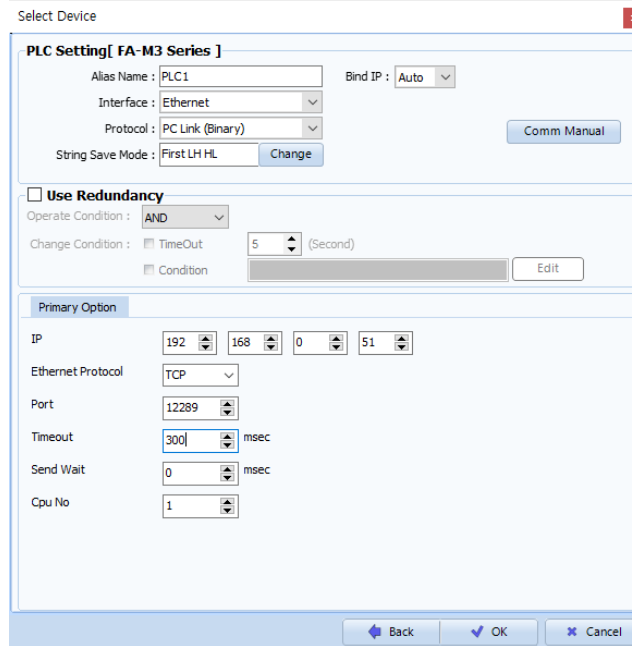 Select Device
PLC Setting[ FA-M3 Series ]
Alias Name : PLC1 Bind IP : Auto
Interface : Ethernet
Protocol : PC Link (Binary) Comm Manual
String Save Mode : First LH HL Change
Use Redundancy
Operate Condition : AND
Change Condition : TimeOut 5 (Second)
Condition Edit
Primary Option
IP 192 168 0 51
Ethernet Protocol TCP
Port 12289
Timeout 300 msec
Send Wait 0 msec
Cpu No 1
Back OK Cancel